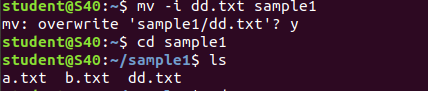 student@S40:~$ mv -i dd.txt sample1
mv: overwrite 'sample1/dd.txt'? y
student@S40:~$ cd sample1
student@S40:~/sample1$ ls
a.txt  b.txt  dd.txt